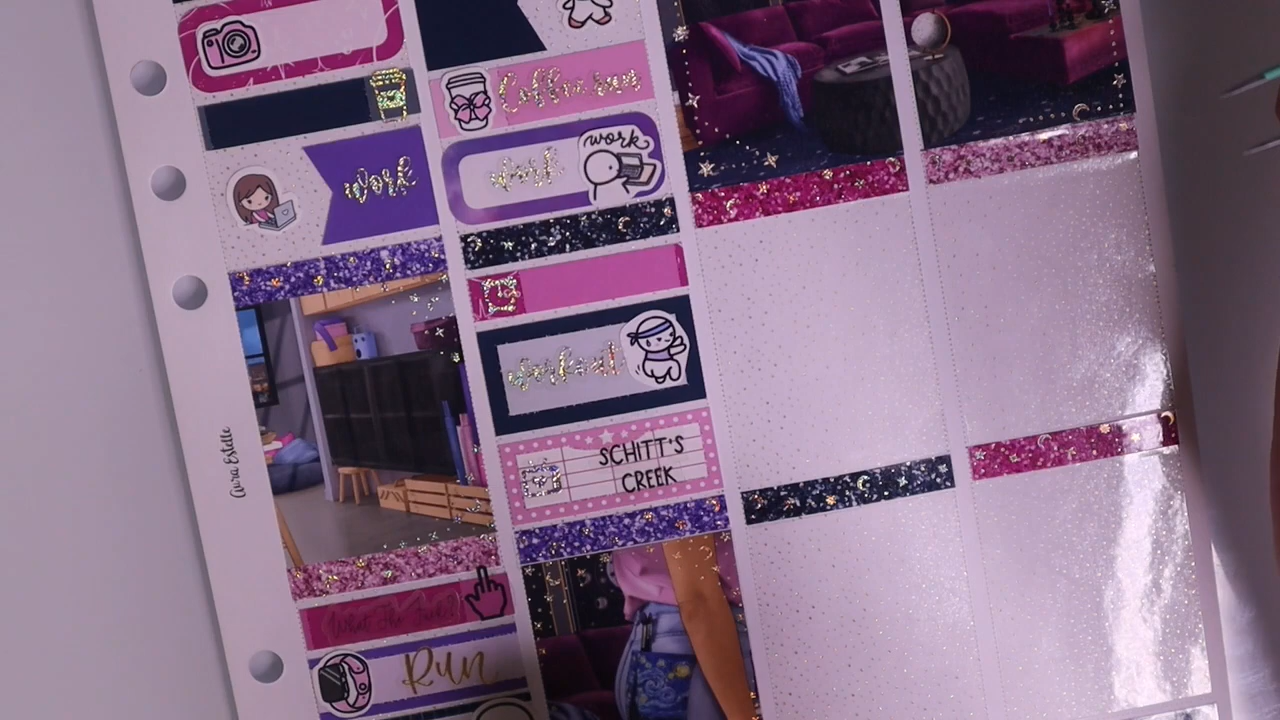 work
Aura Estelle
What The Fuck?
Run
Coffee run
work
work
workout
SCHITT'S
CREEK